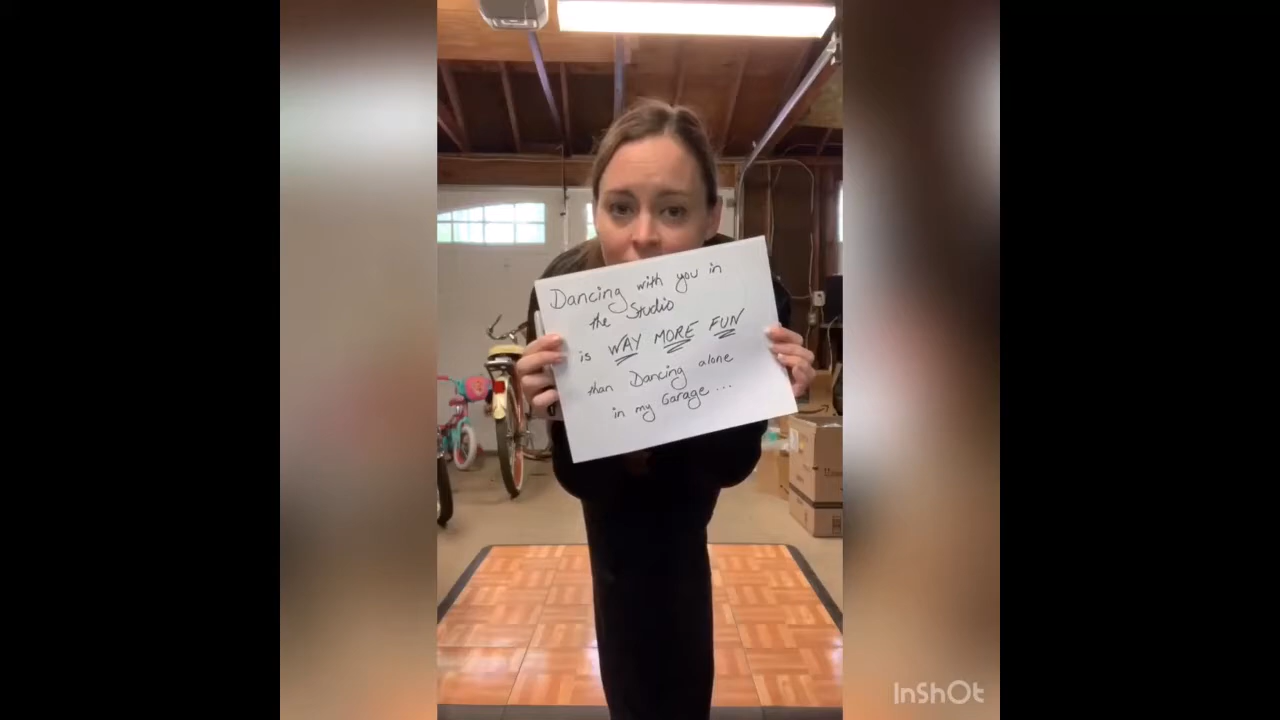 Dancing with you in
the Studio
is WAY MORE FUN
than Dancing alone
in my Garage...
InShOt